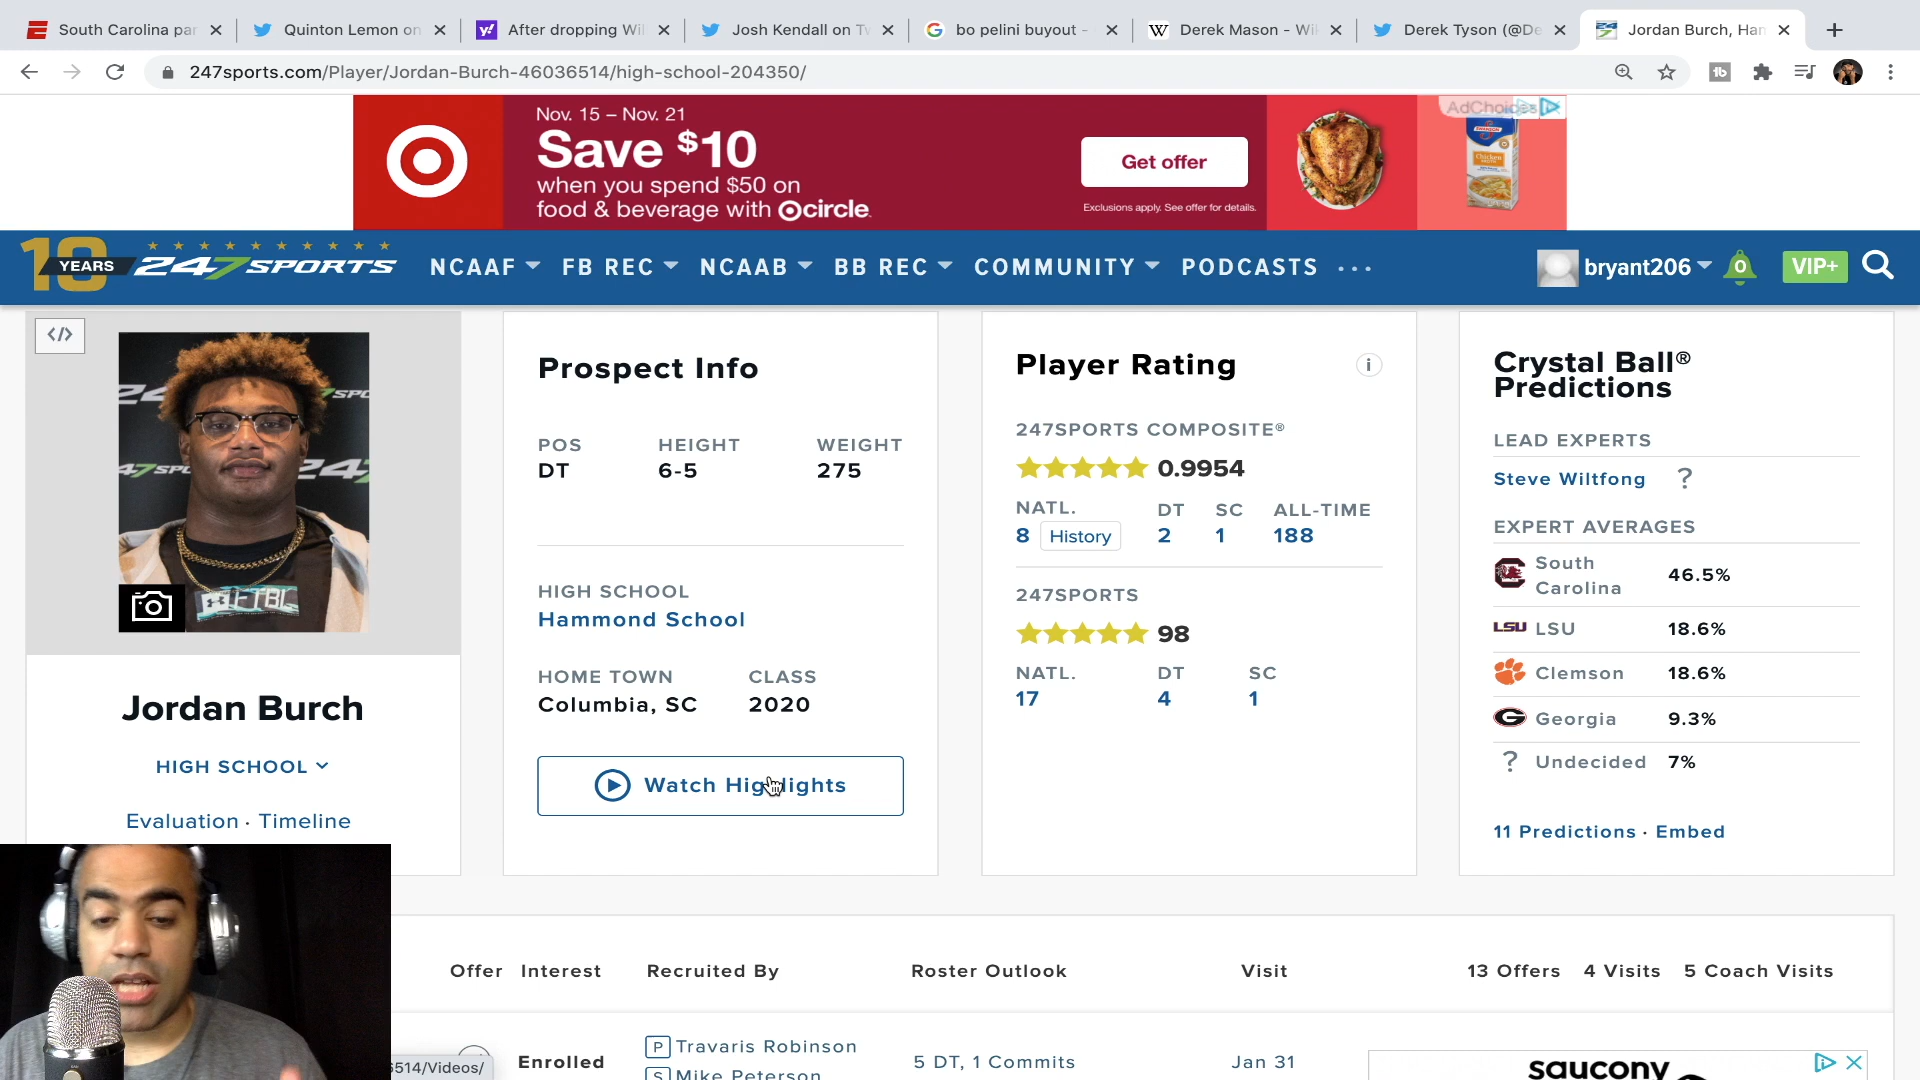 South Carolina par
Quinton Lemon on
After dropping Wil
Josh Kendall on Tw
bo pelini buyout -
Derek Mason - Wi
Derek Tyson (@De
Jordan Burch, Ham
247sports.com/Player/Jordan-Burch-46036514/high-school-204350/
Nov. 15 – Nov. 21
Save $10
when you spend $50 on
food & beverage with circle.
Get offer
Exclusions apply. See offer for details.
AdChoices
Chicken
10 YEARS
247SPORTS
NCAAF
FB REC
NCAAB
BB REC
COMMUNITY
PODCASTS
bryant206
0
VIP+
</>
Jordan Burch
HIGH SCHOOL
Evaluation · Timeline
Prospect Info
POS HEIGHT WEIGHT
DT 6-5 275
HIGH SCHOOL
Hammond School
HOME TOWN CLASS
Columbia, SC 2020
Watch Highlights
Player Rating
i
247SPORTS COMPOSITE®
0.9954
NATL. DT SC ALL-TIME
8 History 2 1 188
247SPORTS
98
NATL. DT SC
17 4 1
Crystal Ball®
Predictions
LEAD EXPERTS
Steve Wiltfong ?
EXPERT AVERAGES
South
Carolina 46.5%
LSU LSU 18.6%
Clemson 18.6%
Georgia 9.3%
? Undecided 7%
11 Predictions · Embed
Offer Interest Recruited By Roster Outlook Visit 13 Offers 4 Visits 5 Coach Visits
Enrolled
P Travaris Robinson
S Mike Peterson
5 DT, 1 Commits
Jan 31
saucony
6514/Videos/